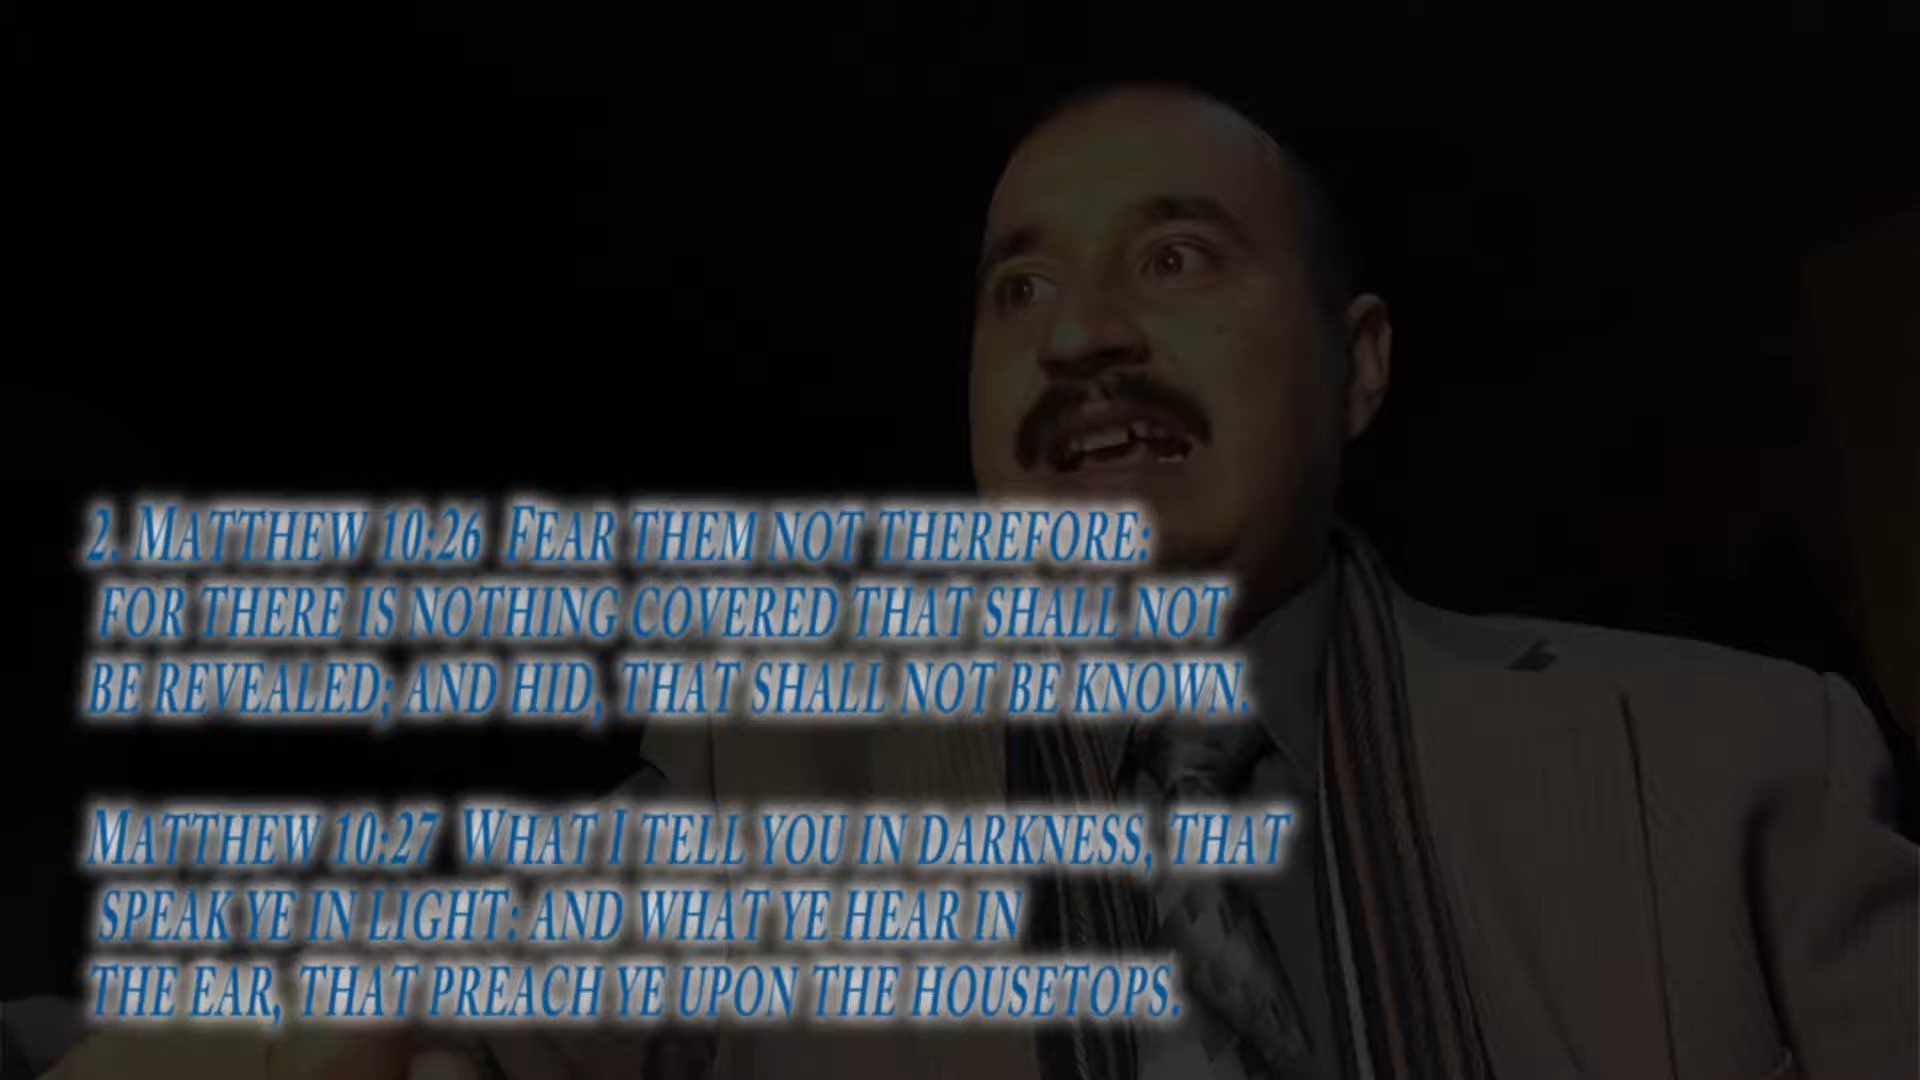 2. Matthew 10:26 Fear them not therefore:
for there is nothing covered that shall not
be revealed; and hid, that shall not be known.
Matthew 10:27 What I tell you in darkness, that
speak ye in light: and what ye hear in
the ear, that preach ye upon the housetops.